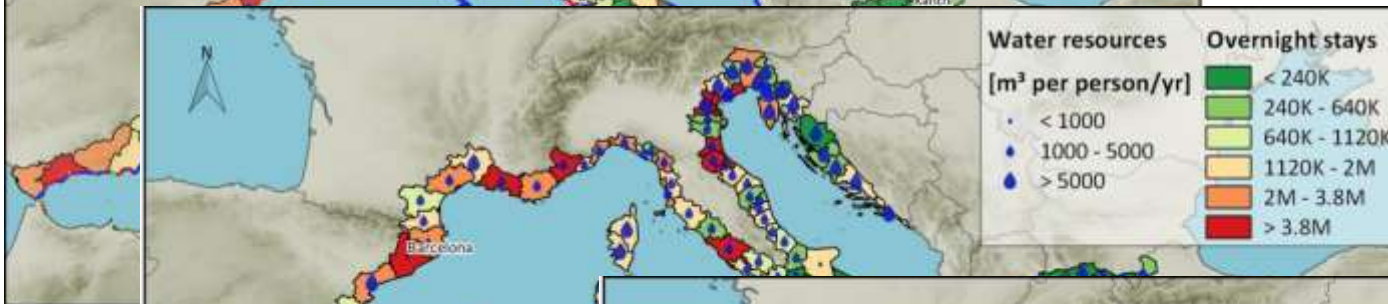 N
Water resources
[m³ per person/yr]
< 1000
1000 - 5000
> 5000
Overnight stays
< 240K
240K - 640K
640K - 1120K
1120K - 2M
2M - 3.8M
> 3.8M
Barcelona